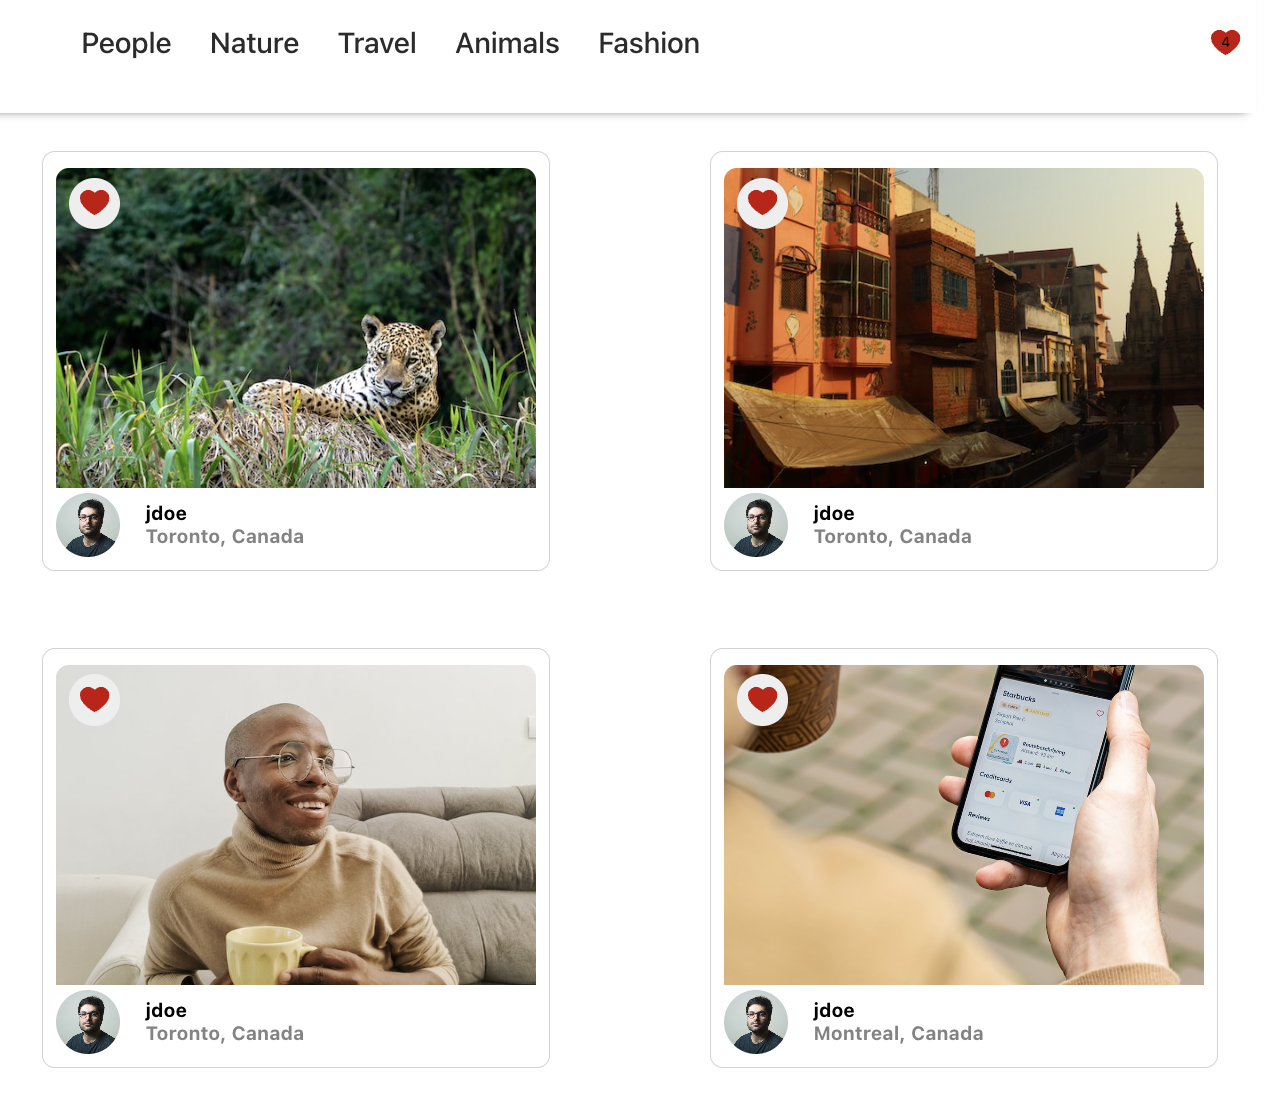 People Nature Travel Animals Fashion 4
jdoe
Toronto, Canada
jdoe
Toronto, Canada
Starbucks
Routebeschrijving
Creditcards
VISA
Reviews
jdoe
Toronto, Canada
jdoe
Montreal, Canada